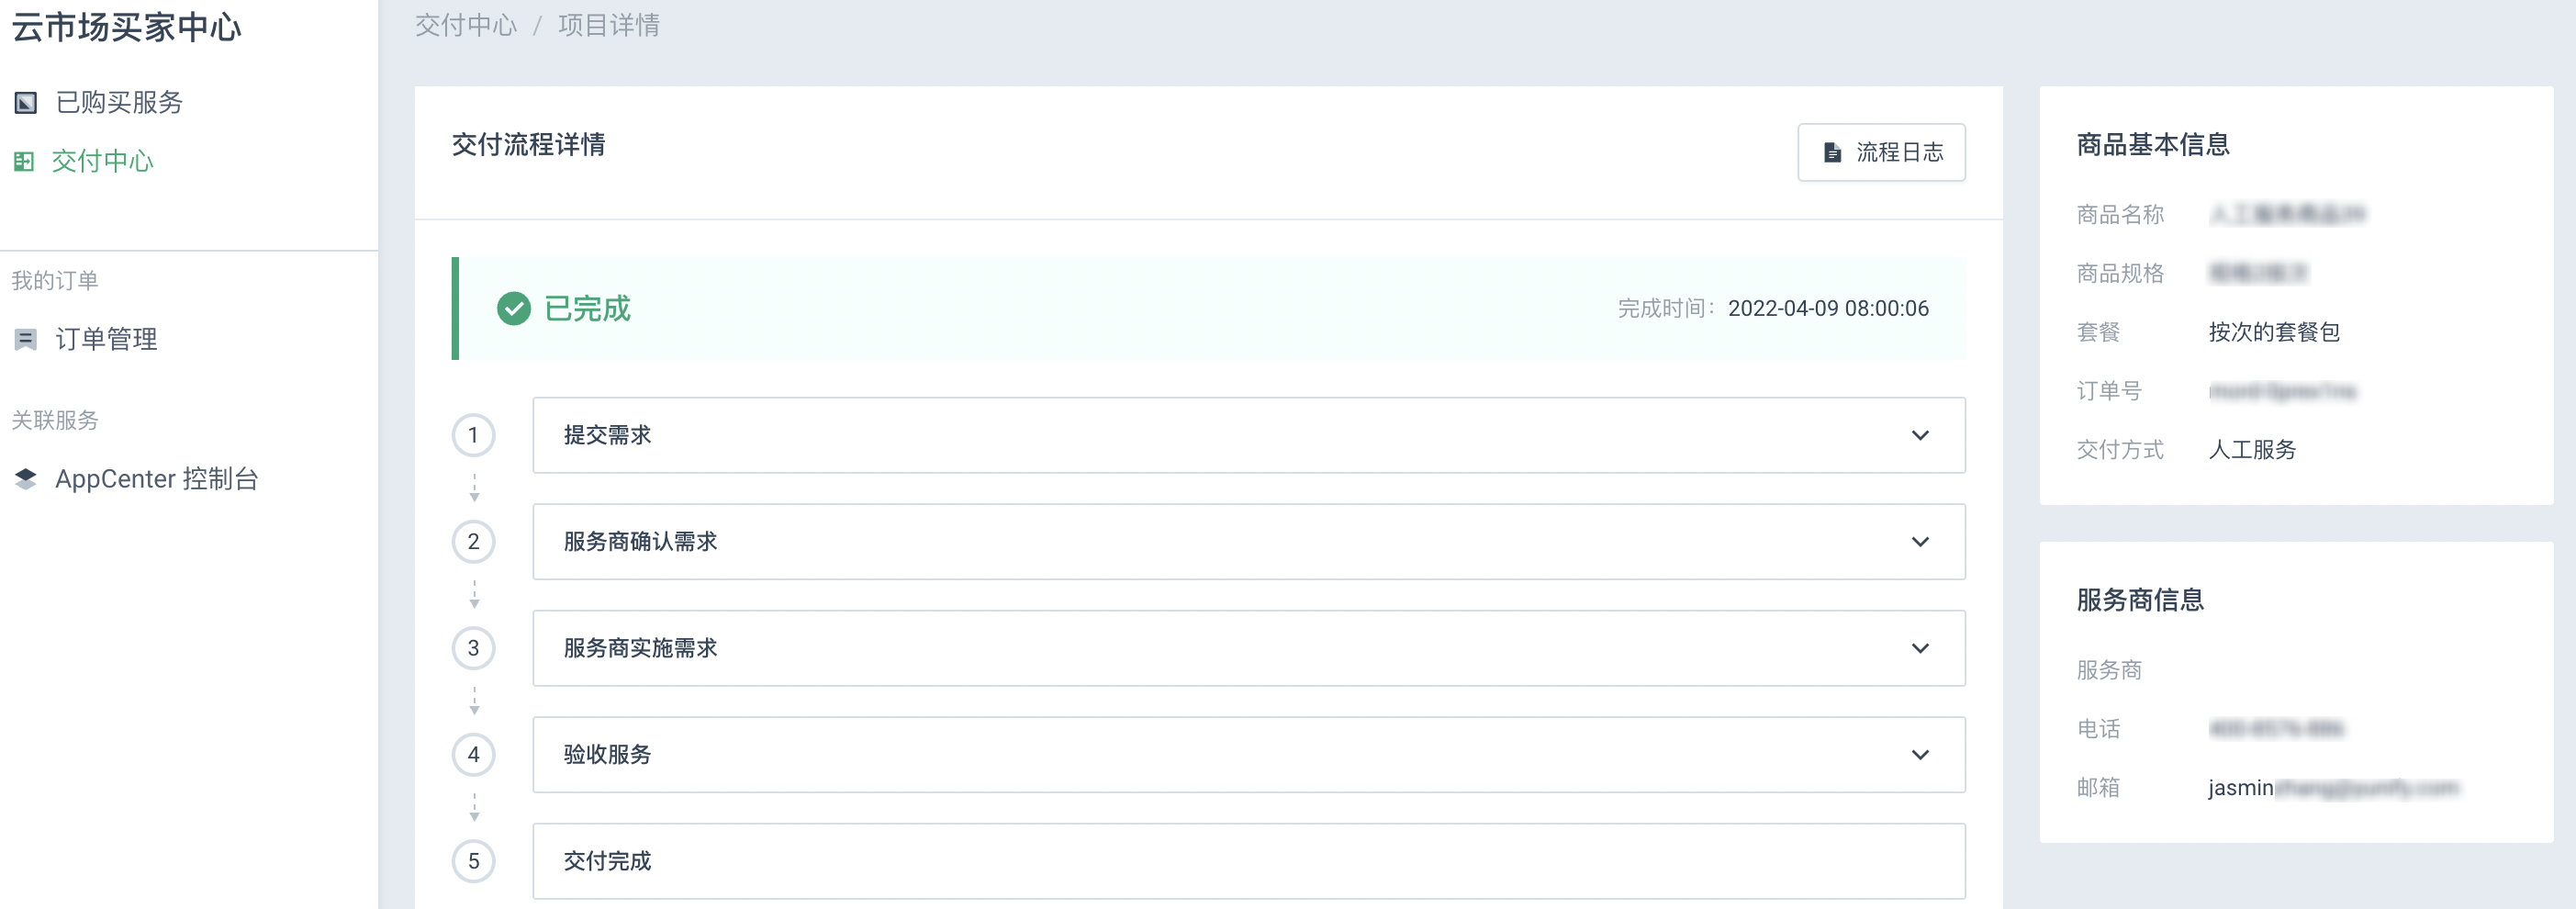 云市场买家中心
已购买服务
交付中心
我的订单
订单管理
关联服务
AppCenter 控制台
交付中心 / 项目详情
交付流程详情
流程日志
已完成
完成时间： 2022-04-09 08:00:06
1 提交需求
2 服务商确认需求
3 服务商实施需求
4 验收服务
5 交付完成
商品基本信息
商品名称
商品规格
套餐 按次的套餐包
订单号
交付方式 人工服务
服务商信息
服务商
电话
邮箱 jasmin